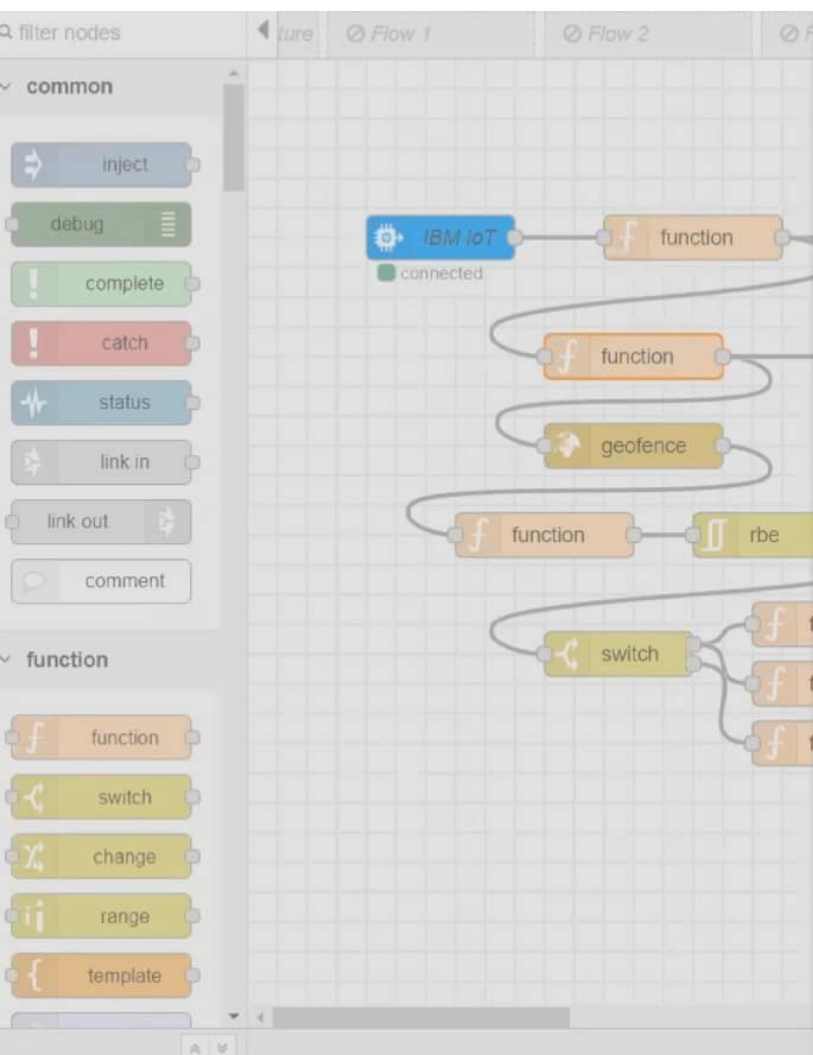 filter nodes
ture
Flow 1
Flow 2
common
inject
debug
complete
catch
status
link in
link out
comment
function
function
switch
change
range
template
IBM IoT
connected
function
function
geofence
function
rbe
switch